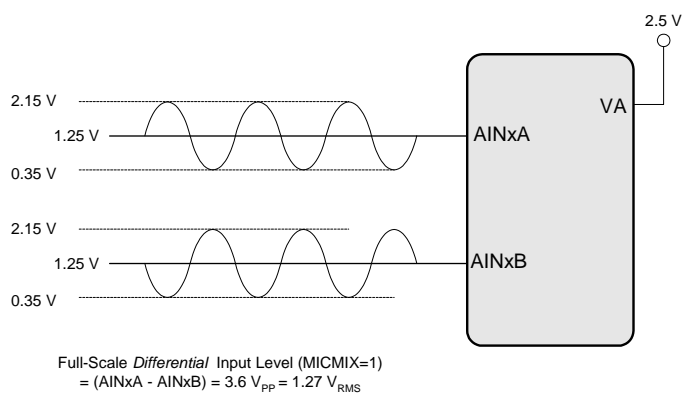 2.5 V
VA
2.15 V
1.25 V
AINxA
0.35 V
2.15 V
1.25 V
AINxB
0.35 V
Full-Scale Differential Input Level (MICMIX=1)
= (AINxA - AINxB) = 3.6 VPP = 1.27 VRMS